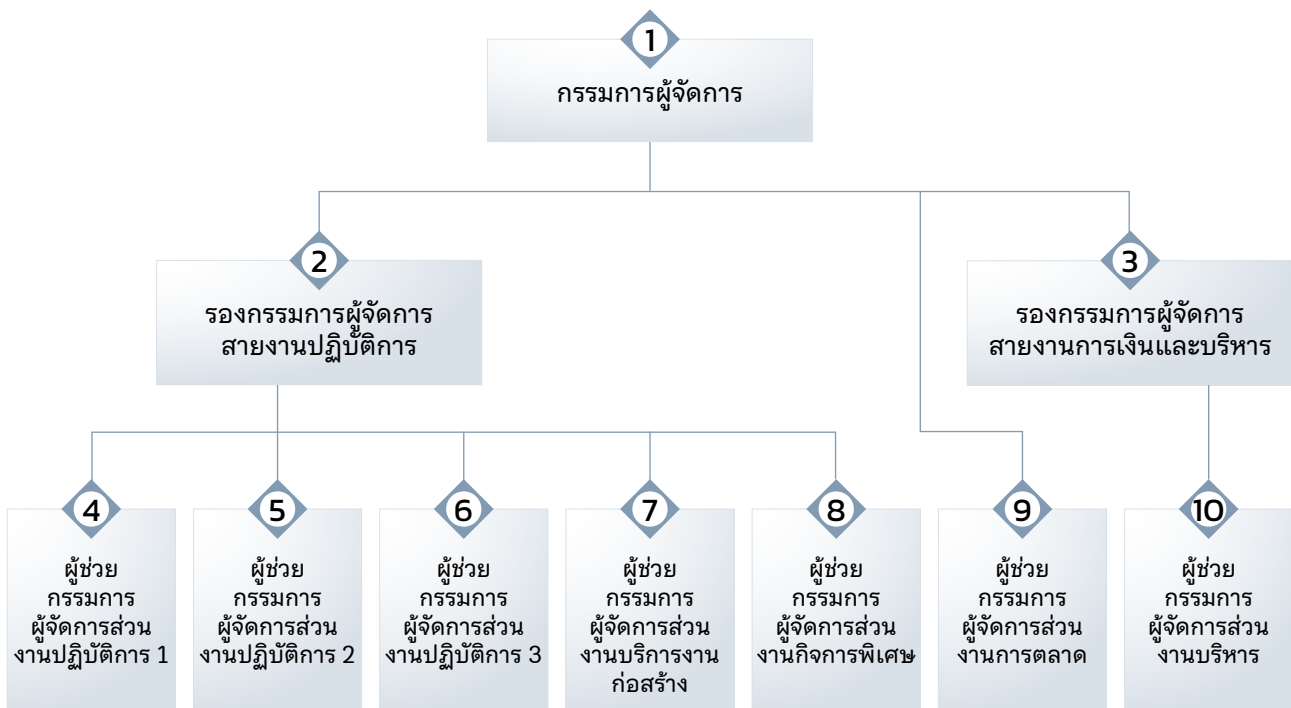 1
กรรมการผู้จัดการ
2
รองกรรมการผู้จัดการ
สายงานปฏิบัติการ
3
รองกรรมการผู้จัดการ
สายงานการเงินและบริหาร
4
ผู้ช่วย
กรรมการ
ผู้จัดการส่วน
งานปฏิบัติการ 1
5
ผู้ช่วย
กรรมการ
ผู้จัดการส่วน
งานปฏิบัติการ 2
6
ผู้ช่วย
กรรมการ
ผู้จัดการส่วน
งานปฏิบัติการ 3
7
ผู้ช่วย
กรรมการ
ผู้จัดการส่วน
งานบริการงาน
ก่อสร้าง
8
ผู้ช่วย
กรรมการ
ผู้จัดการส่วน
งานกิจการพิเศษ
9
ผู้ช่วย
กรรมการ
ผู้จัดการส่วน
งานการตลาด
10
ผู้ช่วย
กรรมการ
ผู้จัดการส่วน
งานบริหาร